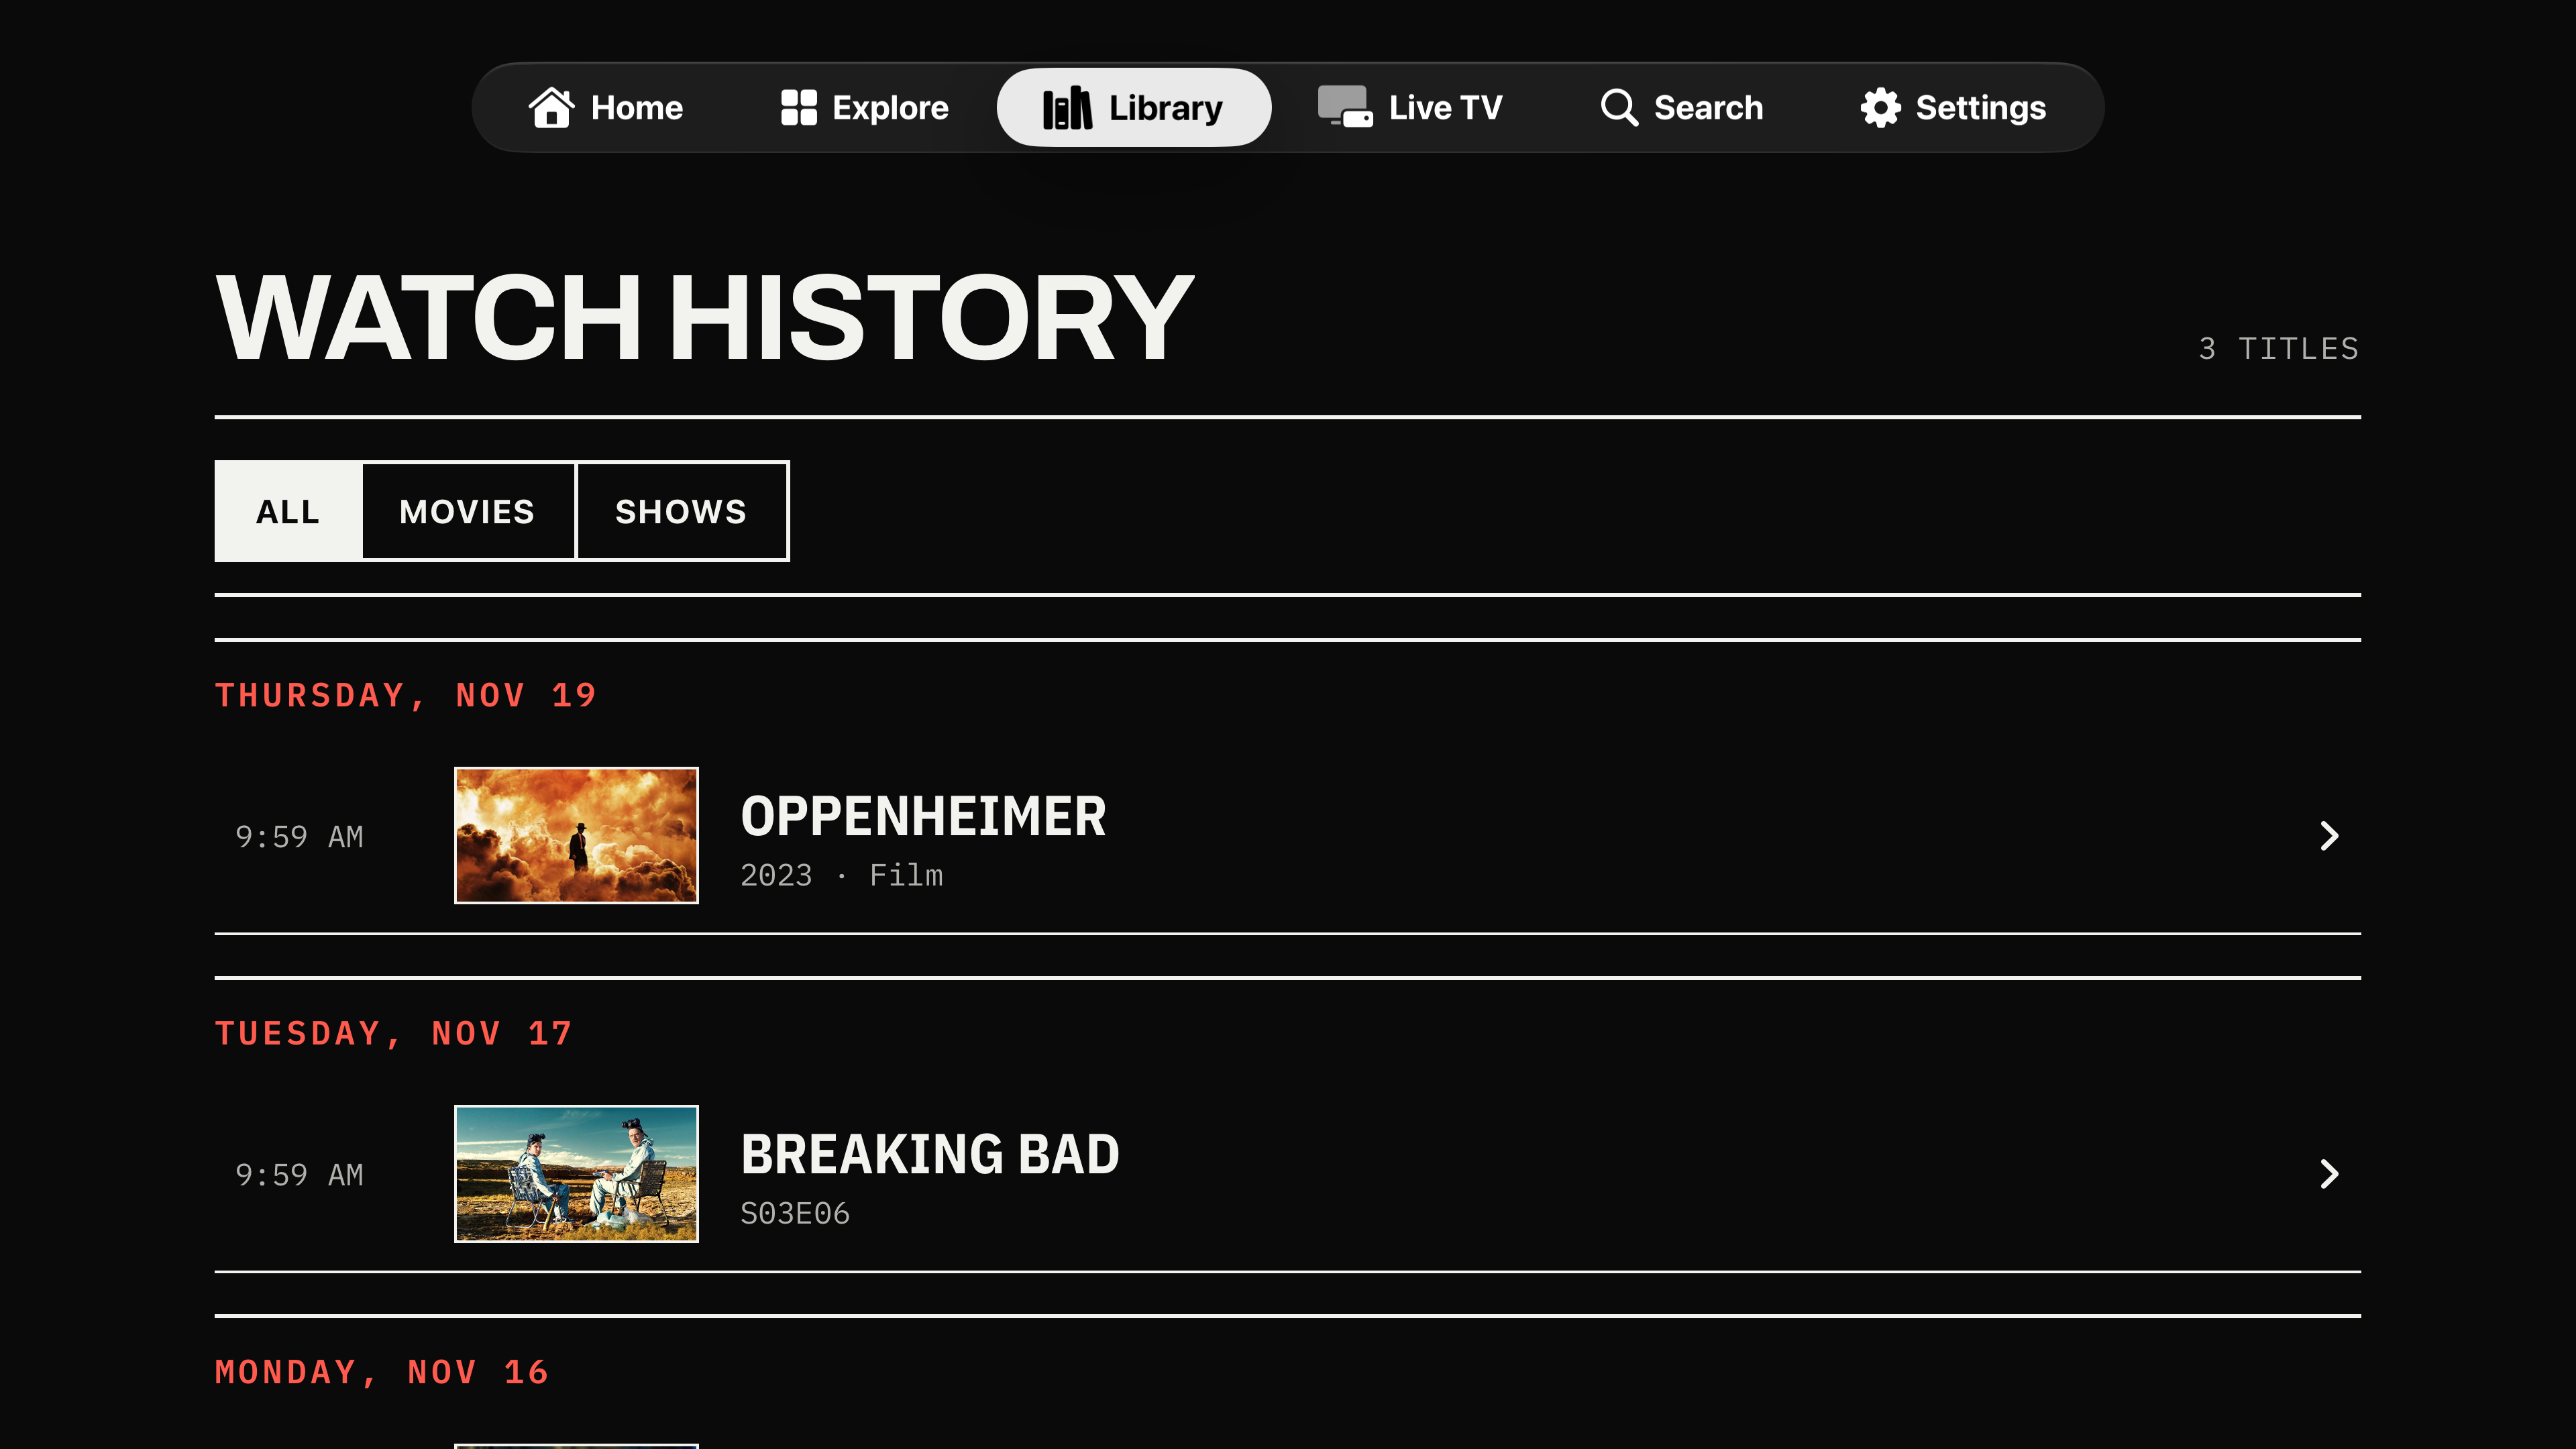 Home Explore Library Live TV Search Settings
WATCH HISTORY
3 TITLES
ALL MOVIES SHOWS
THURSDAY, NOV 19
9:59 AM
OPPENHEIMER
2023 · Film
TUESDAY, NOV 17
9:59 AM
BREAKING BAD
S03E06
MONDAY, NOV 16